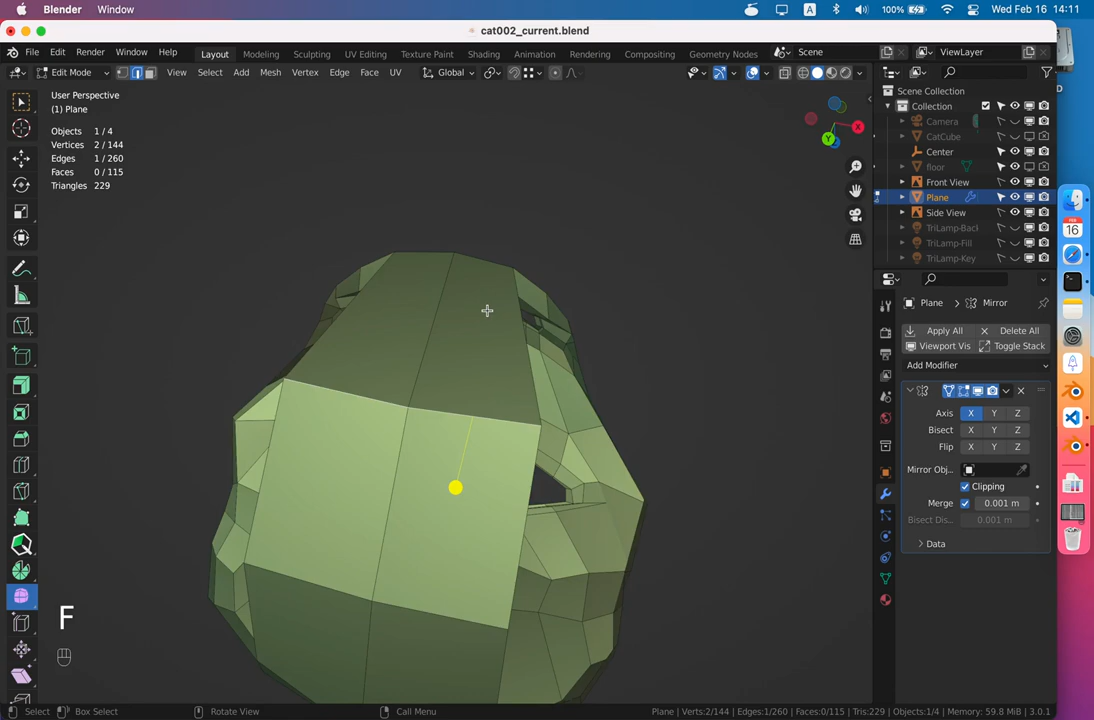 Blender Window
A 100% Wed Feb 16 14:11
cat002_current.blend
File Edit Render Window Help Layout Modeling Sculpting UV Editing Texture Paint Shading Animation Rendering Compositing Geometry Nodes Scene ViewLayer
Edit Mode View Select Add Mesh Vertex Edge Face UV Global
User Perspective
(1) Plane
Objects 1 / 4
Vertices 2 / 144
Edges 1 / 260
Faces 0 / 115
Triangles 229
X
Y
Scene Collection
Collection
Camera
CatCube
Center
floor
Front View
Plane
Side View
TriLamp-Back
TriLamp-Fill
TriLamp-Key
Plane Mirror
Apply All Delete All
Viewport Vis Toggle Stack
Add Modifier
Axis X Y Z
Bisect X Y Z
Flip X Y Z
Mirror Obj..
Clipping
Merge 0.001 m
Bisect Dis... 0.001 m
Data
FEB
16
F
Select Box Select Rotate View Call Menu Plane | Verts:2/144 | Edges:1/260 | Faces:0/115 | Tris:229 | Objects:1/4 | Memory: 59.8 MiB | 3.0.1